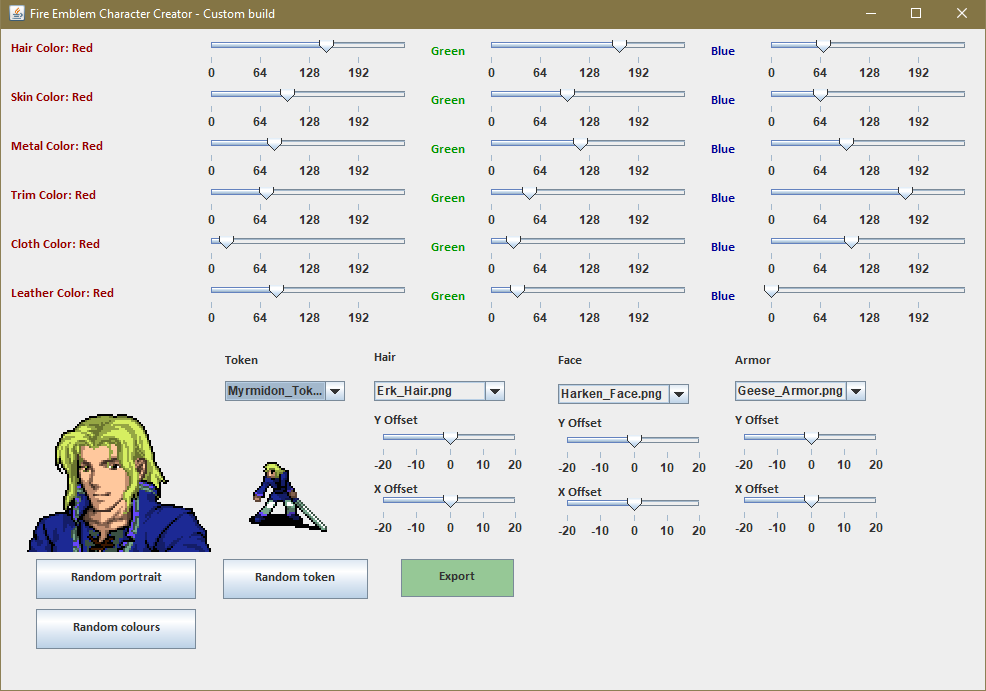 Fire Emblem Character Creator - Custom build
Hair Color: Red Green Blue
0 64 128 192 0 64 128 192 0 64 128 192
Skin Color: Red Green Blue
0 64 128 192 0 64 128 192 0 64 128 192
Metal Color: Red Green Blue
0 64 128 192 0 64 128 192 0 64 128 192
Trim Color: Red Green Blue
0 64 128 192 0 64 128 192 0 64 128 192
Cloth Color: Red Green Blue
0 64 128 192 0 64 128 192 0 64 128 192
Leather Color: Red Green Blue
0 64 128 192 0 64 128 192 0 64 128 192
Token Hair Face Armor
Myrmidon_Tok... Erk_Hair.png Harken_Face.png Geese_Armor.png
Y Offset Y Offset Y Offset
-20 -10 0 10 20 -20 -10 0 10 20 -20 -10 0 10 20
X Offset X Offset X Offset
-20 -10 0 10 20 -20 -10 0 10 20 -20 -10 0 10 20
Random portrait Random token Export
Random colours